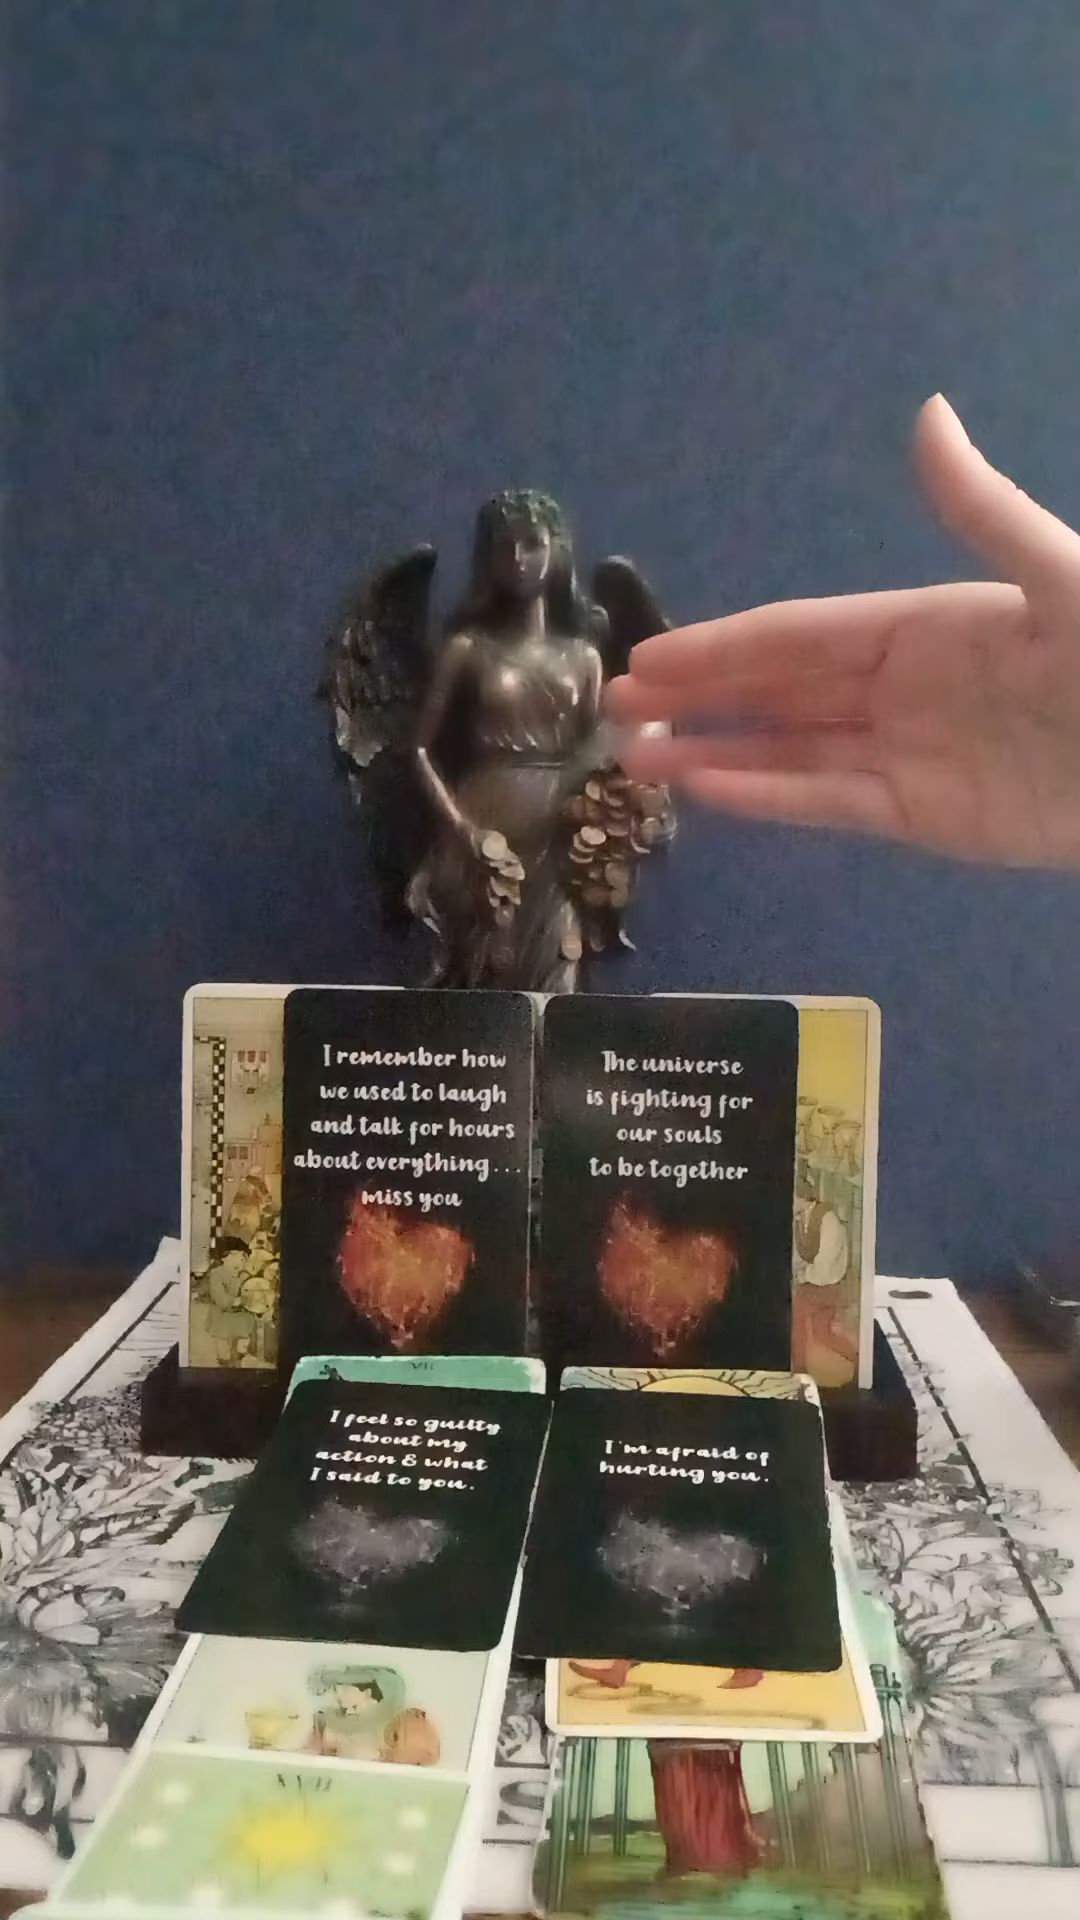 I remember how
we used to laugh
and talk for hours
about everything...
miss you
The universe
is fighting for
our souls
to be together
VII
I feel so guilty
about my
action & what
I said to you.
I'm afraid of
hurting you.
XVII